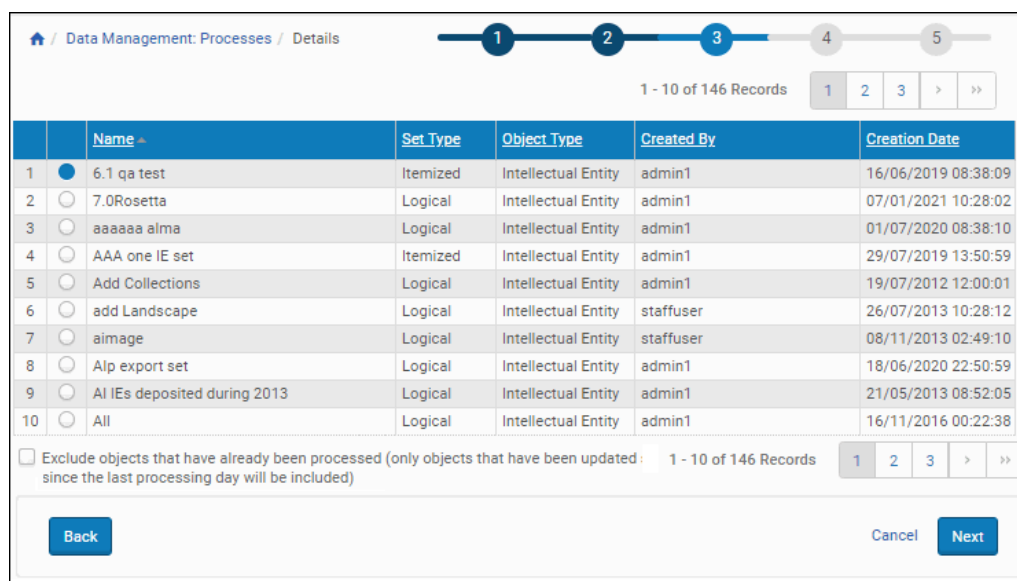 / Data Management: Processes / Details 1 2 3 4 5
1 - 10 of 146 Records 1 2 3 > >>
Name Set Type Object Type Created By Creation Date
1 6.1 qa test Itemized Intellectual Entity admin1 16/06/2019 08:38:09
2 7.0Rosetta Logical Intellectual Entity admin1 07/01/2021 10:28:02
3 aaaaaa alma Logical Intellectual Entity admin1 01/07/2020 08:38:10
4 AAA one IE set Itemized Intellectual Entity admin1 29/07/2019 13:50:59
5 Add Collections Logical Intellectual Entity admin1 19/07/2012 12:00:01
6 add Landscape Logical Intellectual Entity staffuser 26/07/2013 10:28:12
7 aimage Logical Intellectual Entity staffuser 08/11/2013 02:49:10
8 Alp export set Logical Intellectual Entity admin1 18/06/2020 22:50:59
9 Al IEs deposited during 2013 Logical Intellectual Entity admin1 21/05/2013 08:52:05
10 All Logical Intellectual Entity admin1 16/11/2016 00:22:38
Exclude objects that have already been processed (only objects that have been updated 1 - 10 of 146 Records 1 2 3 > >>
since the last processing day will be included)
Back Cancel Next